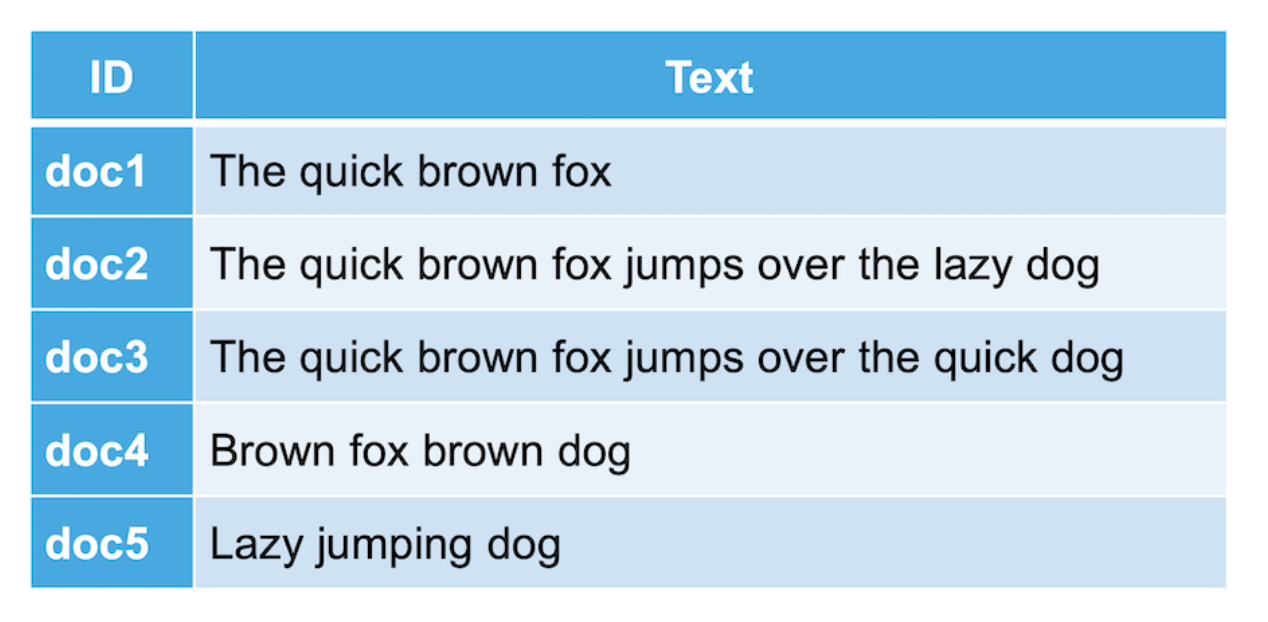 ID Text
doc1 The quick brown fox
doc2 The quick brown fox jumps over the lazy dog
doc3 The quick brown fox jumps over the quick dog
doc4 Brown fox brown dog
doc5 Lazy jumping dog